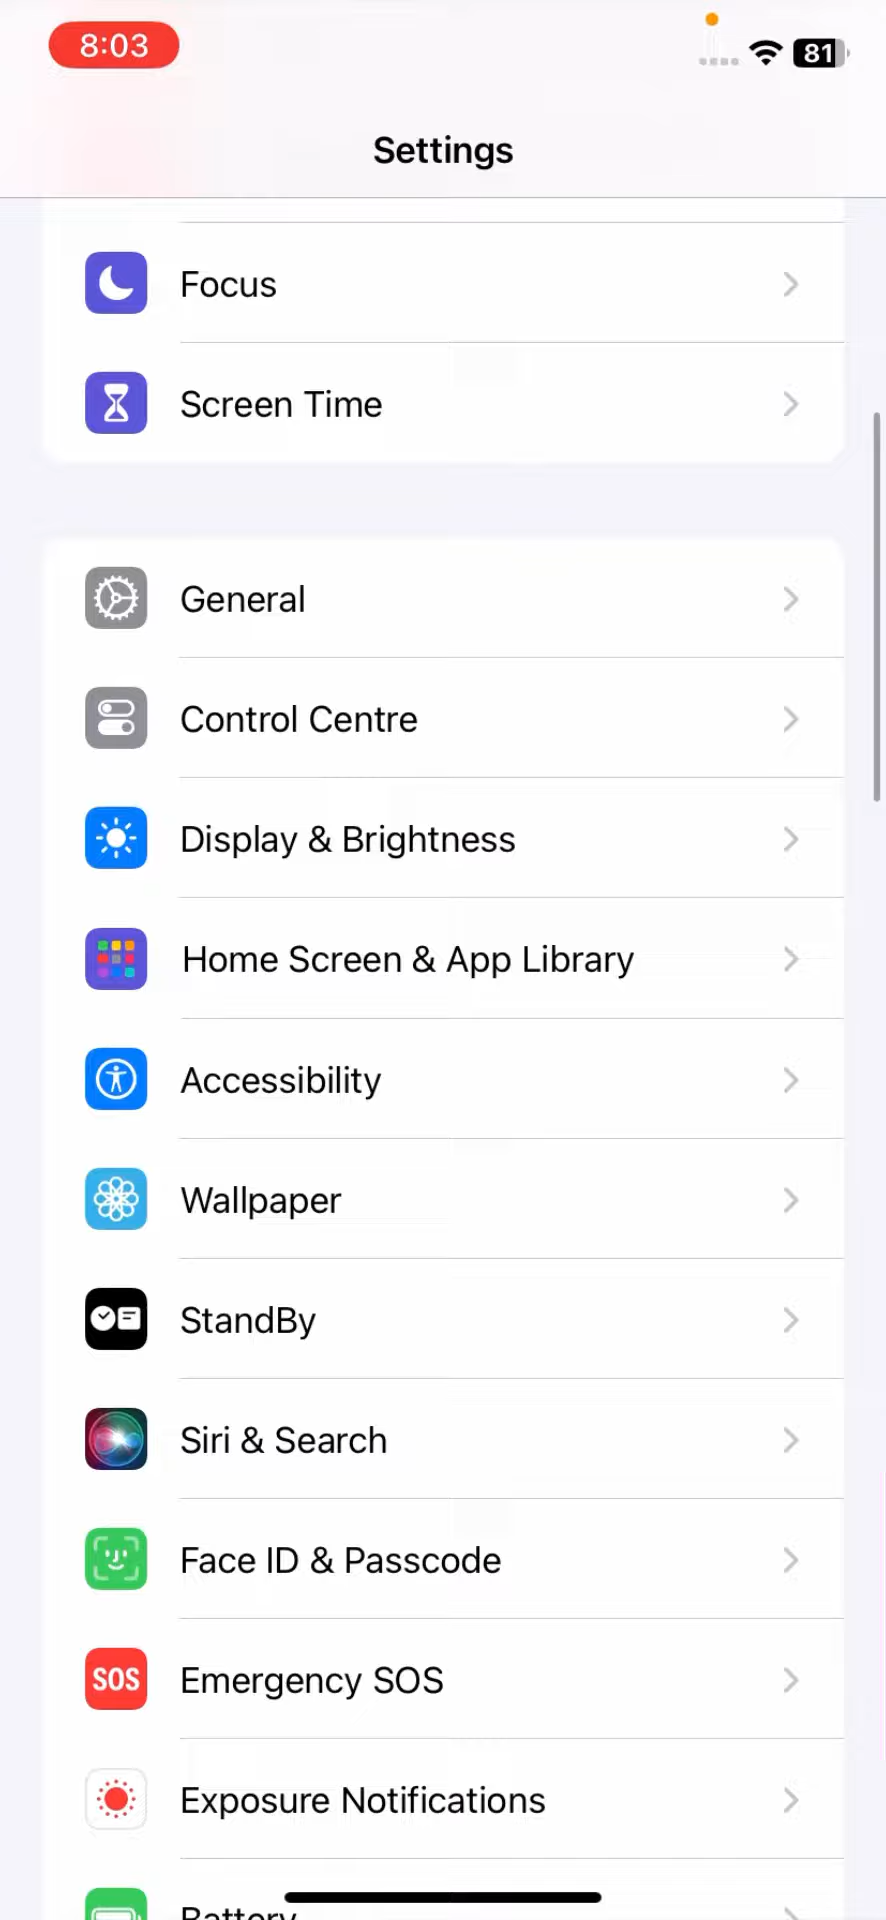 8:03
81
Settings
Focus
Screen Time
General
Control Centre
Display & Brightness
Home Screen & App Library
Accessibility
Wallpaper
StandBy
Siri & Search
Face ID & Passcode
SOS Emergency SOS
Exposure Notifications
Battery